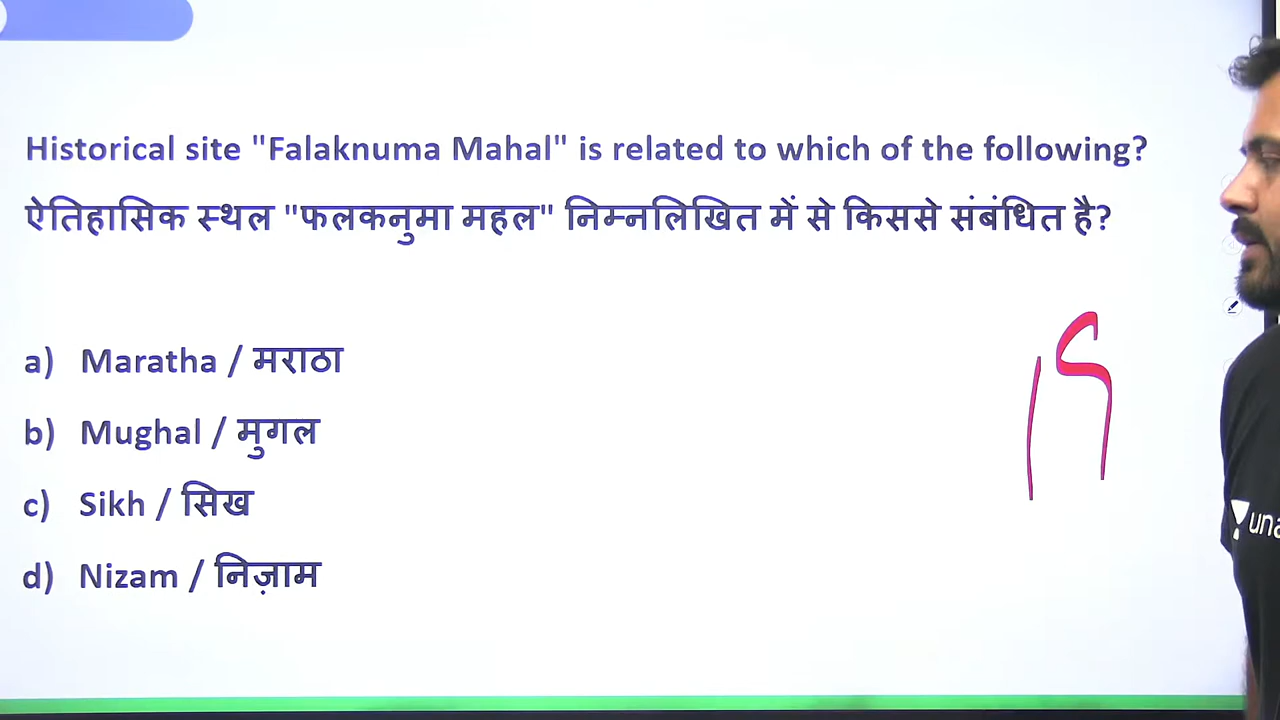 Historical site "Falaknuma Mahal" is related to which of the following?
ऐतिहासिक स्थल "फलकनुमा महल" निम्नलिखित में से किससे संबंधित है?
a) Maratha / मराठा
b) Mughal / मुगल
c) Sikh / सिख
d) Nizam / निज़ाम
una